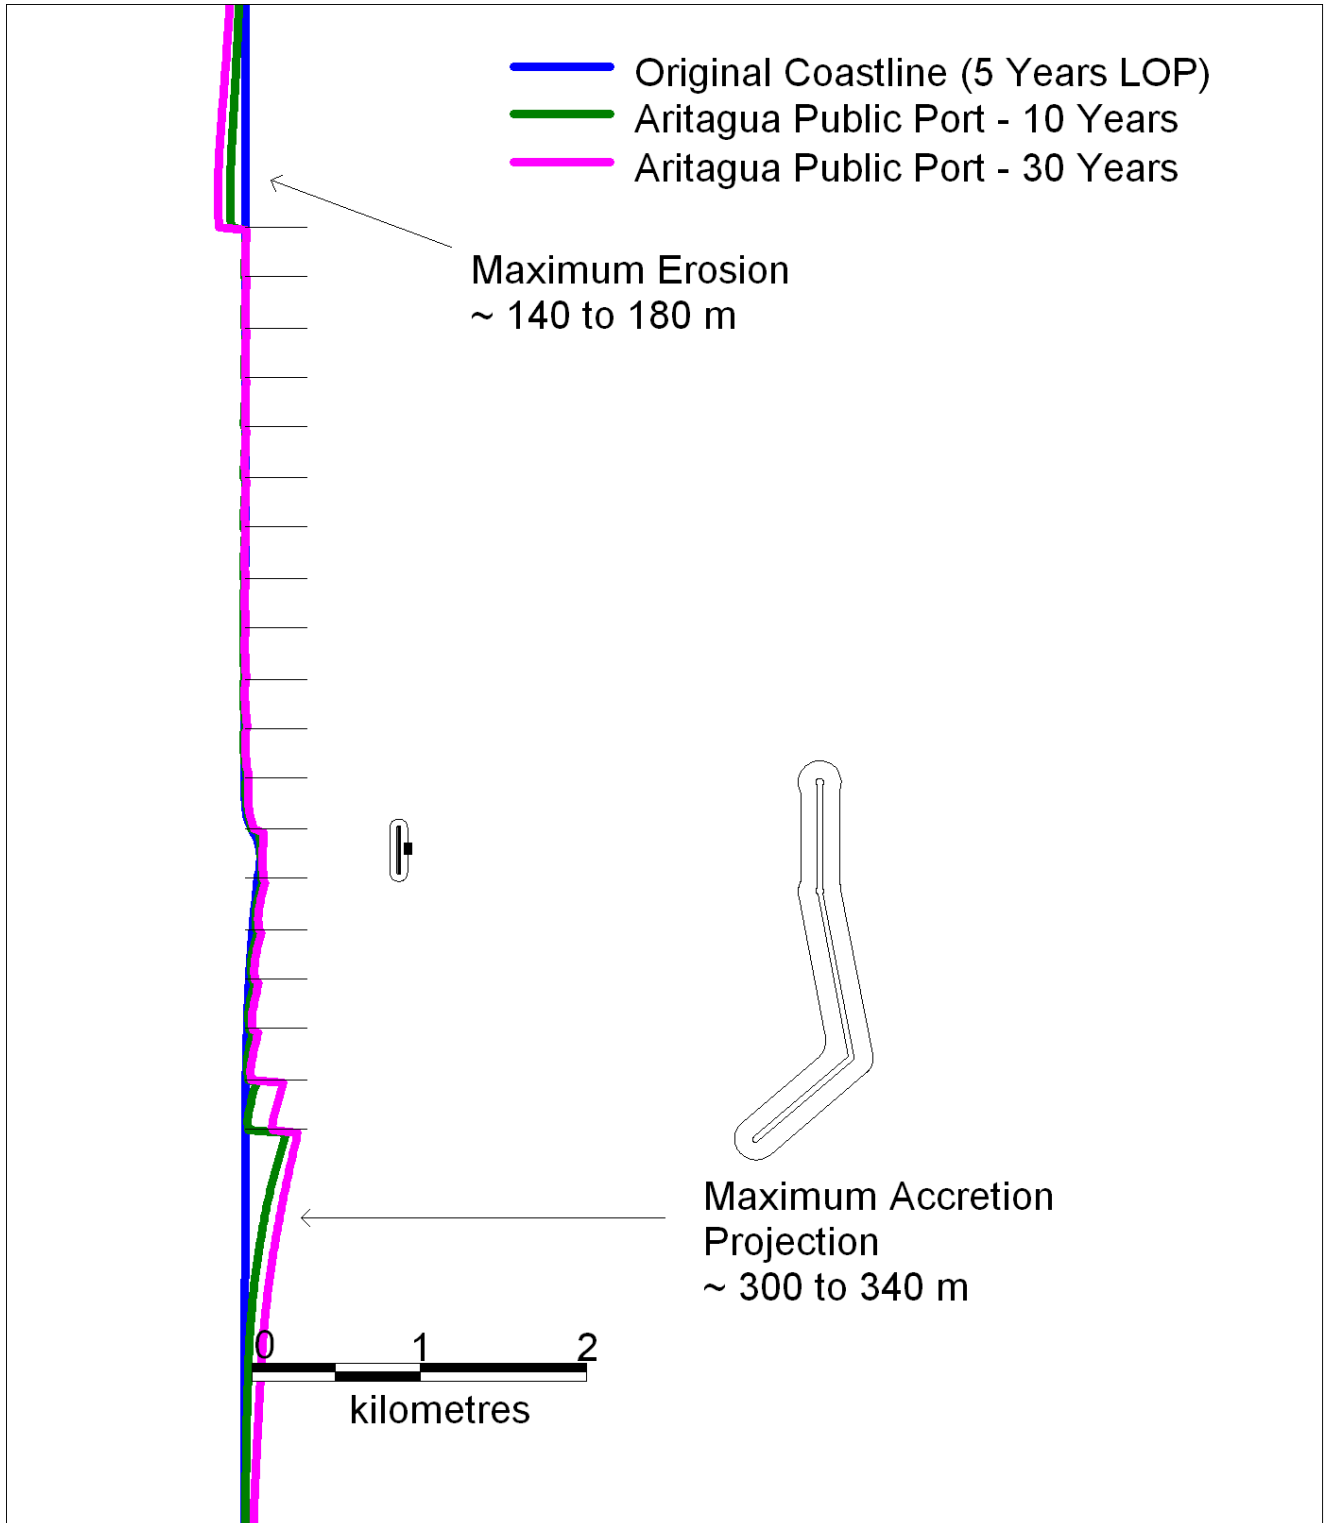 Original Coastline (5 Years LOP)
Aritagua Public Port - 10 Years
Aritagua Public Port - 30 Years
Maximum Erosion
~ 140 to 180 m
Maximum Accretion
Projection
~ 300 to 340 m
0 1 2
kilometres